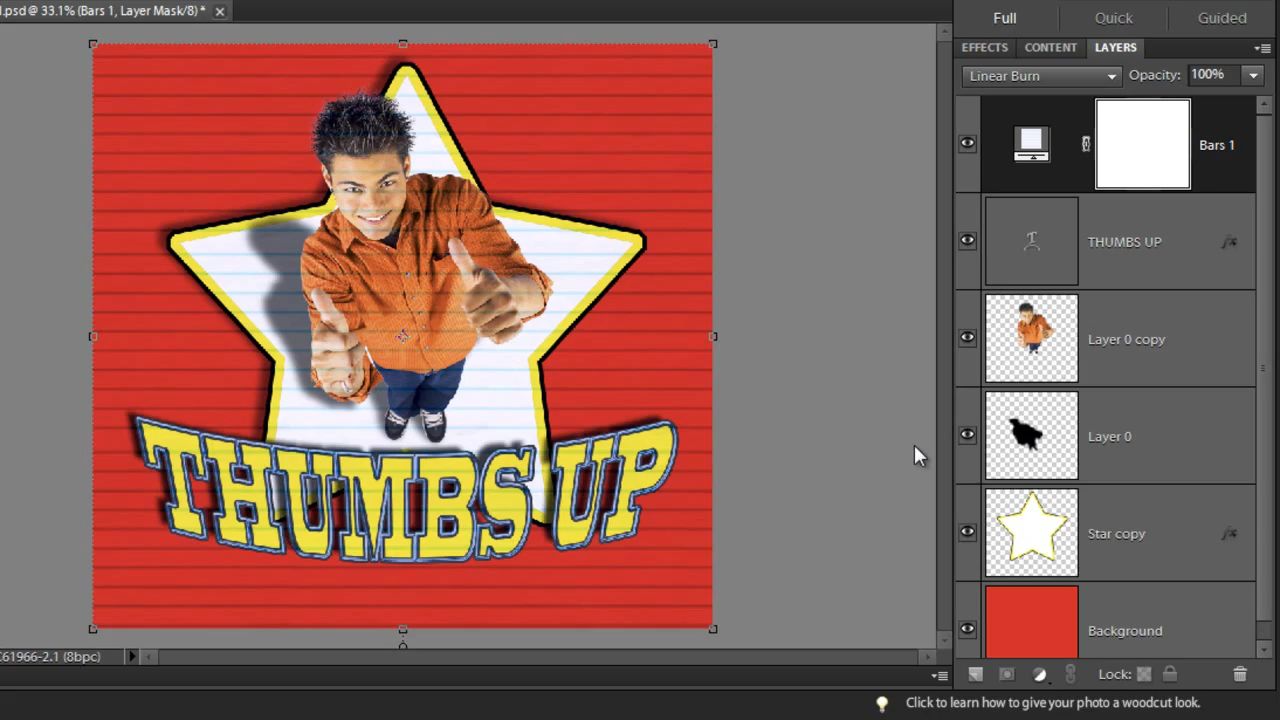 l.psd @ 33.1% (Bars 1, Layer Mask/8) *
Full Quick Guided
EFFECTS CONTENT LAYERS
Linear Burn Opacity: 100%
Bars 1
THUMBS UP
Layer 0 copy
Layer 0
Star copy
Background
THUMBS UP
C61966-2.1 (8bpc)
Lock:
Click to learn how to give your photo a woodcut look.